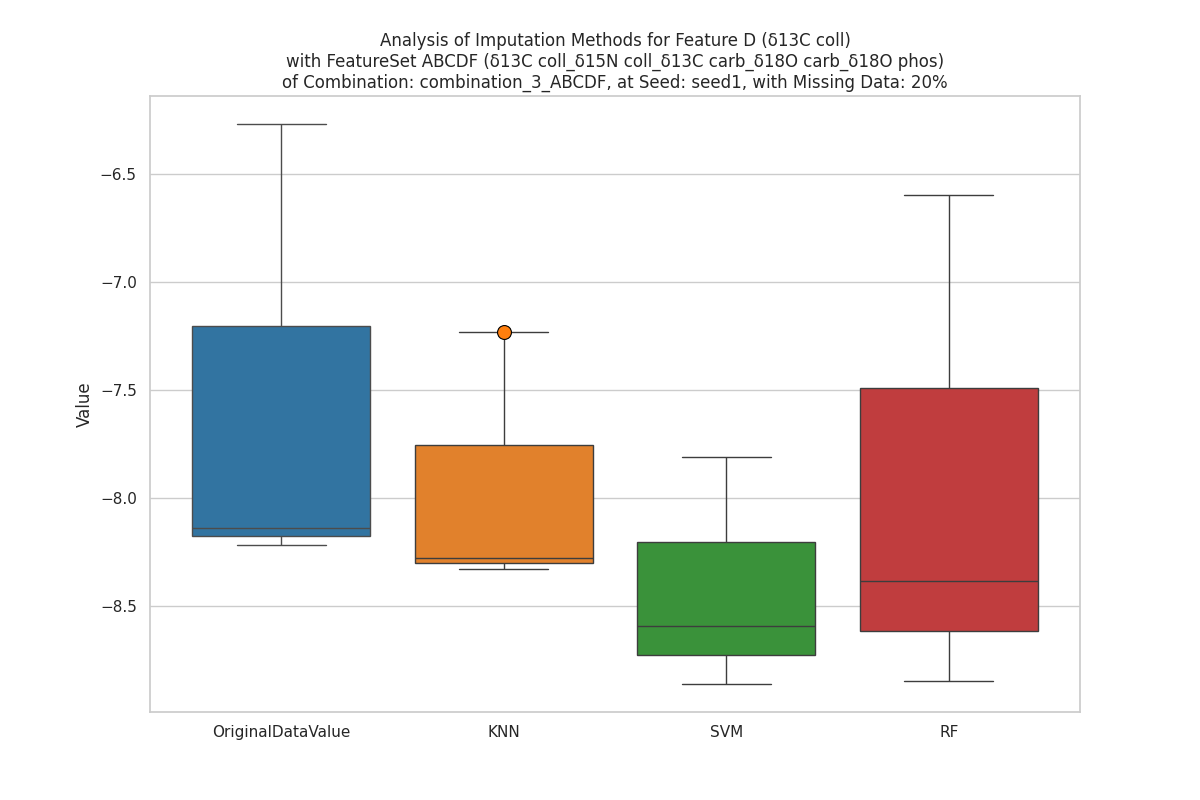 Analysis of Imputation Methods for Feature D (δ13C coll)
with FeatureSet ABCDF (δ13C coll_δ15N coll_δ13C carb_δ18O carb_δ18O phos)
of Combination: combination_3_ABCDF, at Seed: seed1, with Missing Data: 20%
Value
−6.5
−7.0
−7.5
−8.0
−8.5
OriginalDataValue KNN SVM RF